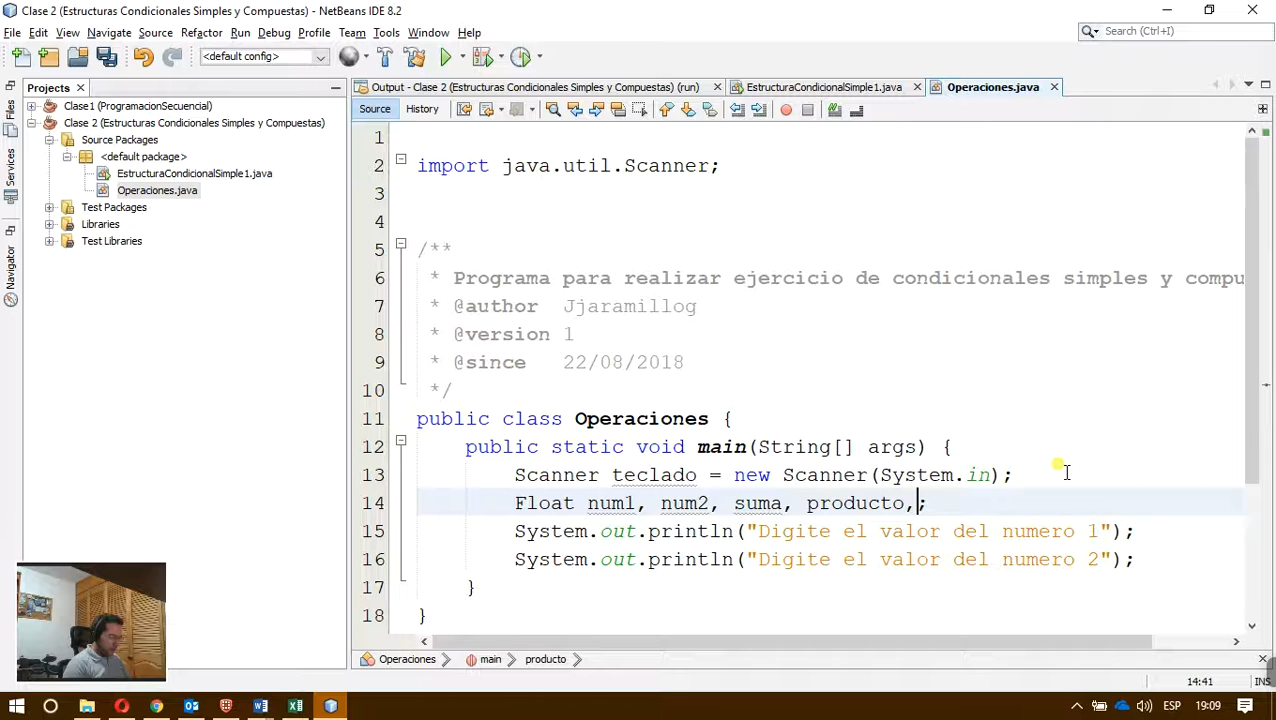 Clase 2 (Estructuras Condicionales Simples y Compuestas) - NetBeans IDE 8.2
File Edit View Navigate Source Refactor Run Debug Profile Team Tools Window Help
Search (Ctrl+I)
<default config>
Projects
Output - Clase 2 (Estructuras Condicionales Simples y Compuestas) (run)
EstructuraCondicionalSimple1.java
Operaciones.java
Files
Services
Navigator
Clase1 (ProgramacionSecuencial)
Clase 2 (Estructuras Condicionales Simples y Compuestas)
Source Packages
<default package>
EstructuraCondicionalSimple1.java
Operaciones.java
Test Packages
Libraries
Test Libraries
Source History
1
2 import java.util.Scanner;
3
4
5 /**
6 * Programa para realizar ejercicio de condicionales simples y compu
7 * @author Jjaramillog
8 * @version 1
9 * @since 22/08/2018
10 */
11 public class Operaciones {
12 public static void main(String[] args) {
13 Scanner teclado = new Scanner(System.in);
14 Float num1, num2, suma, producto,;
15 System.out.println("Digite el valor del numero 1");
16 System.out.println("Digite el valor del numero 2");
17 }
18 }
Operaciones main producto
14:41 INS
ESP 19:09